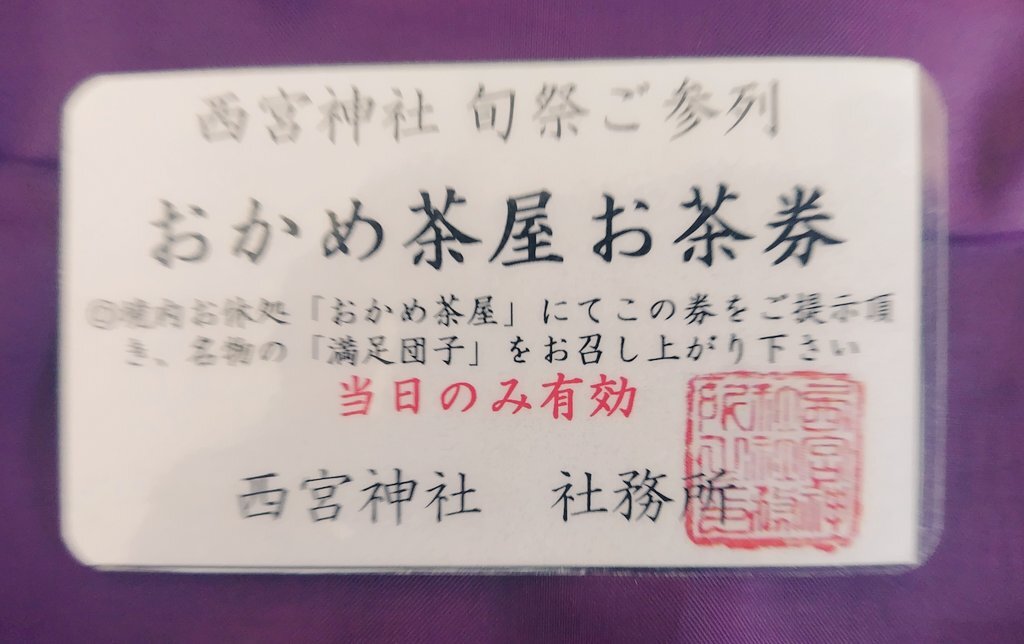 西宮神社 旬祭ご参列
おかめ茶屋お茶券
境内お休処「おかめ茶屋」にてこの券をご提示頂
き、名物の「満足団子」をお召し上がり下さい
当日のみ有効
西宮神社 社務所